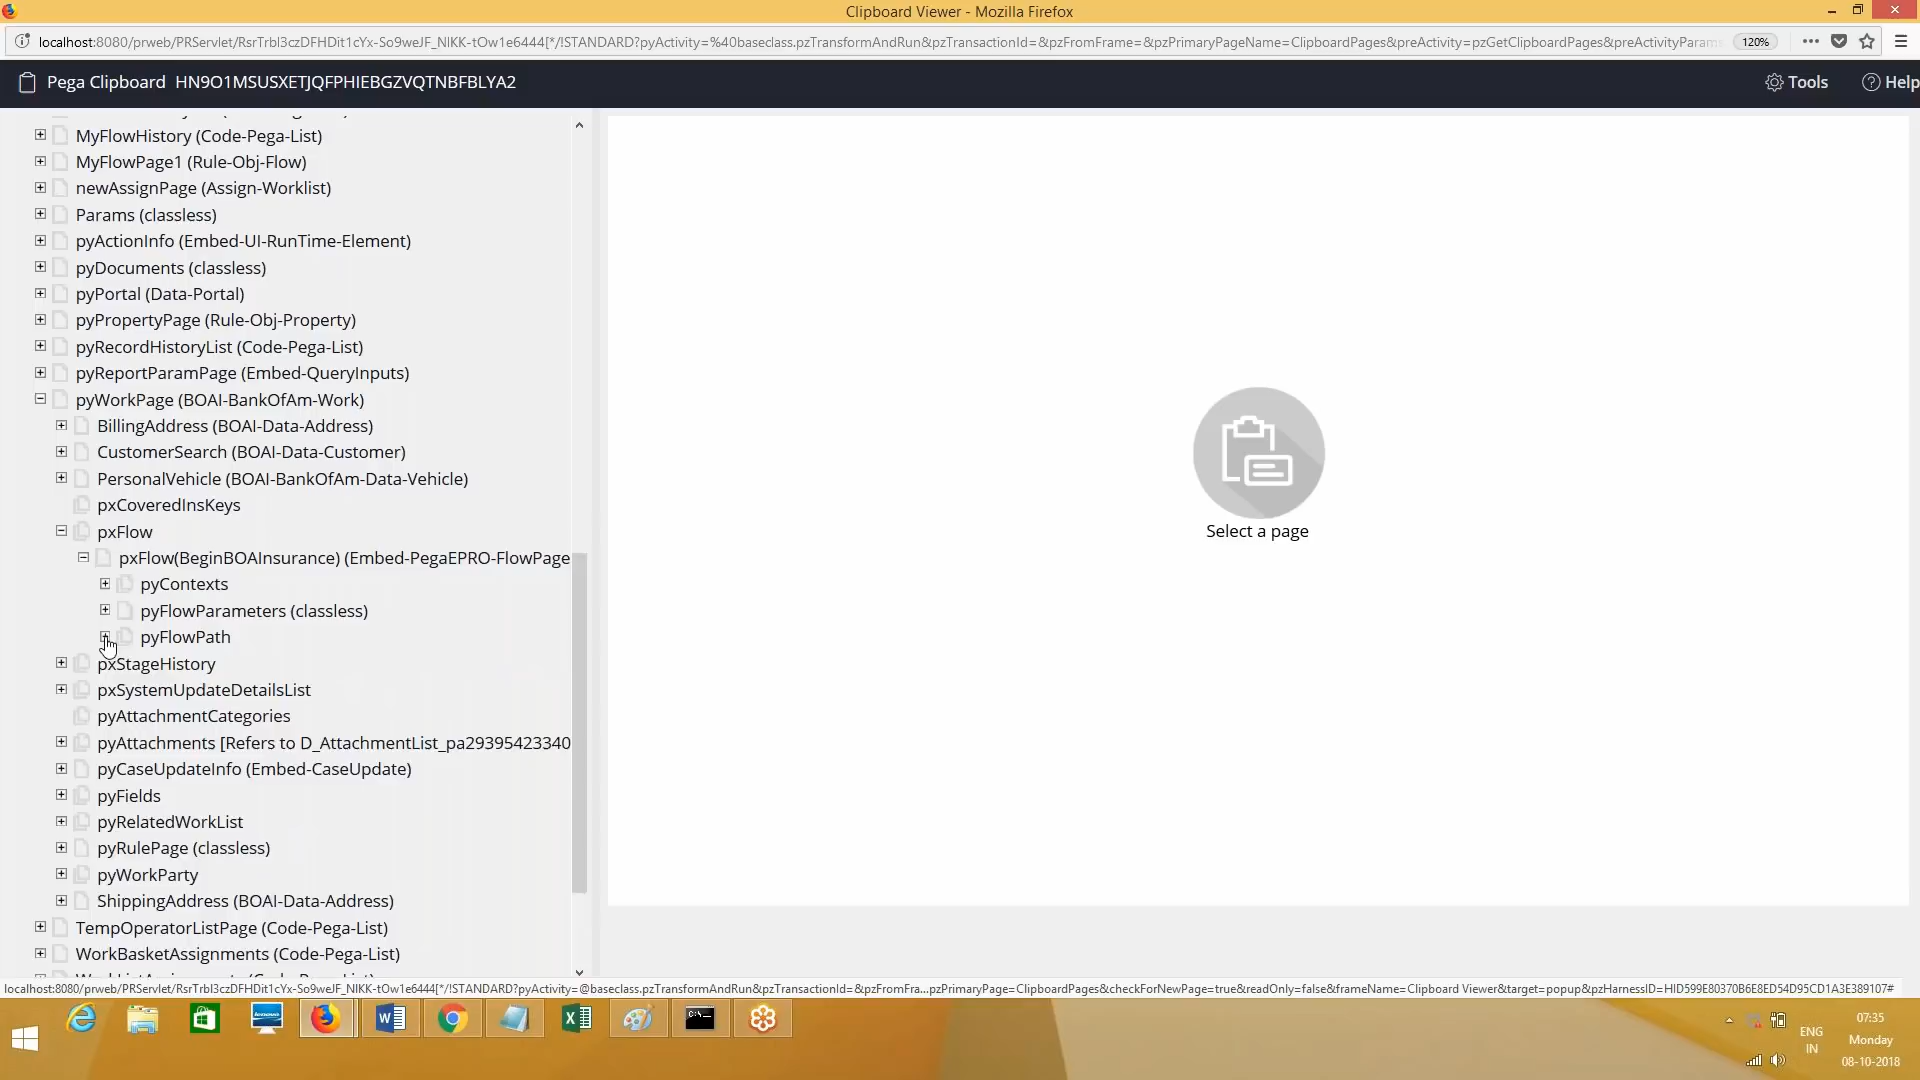 Clipboard Viewer - Mozilla Firefox
localhost:8080/prweb/PRServlet/RsrTrbI3czDFHDit1cYx-So9weJF_NIKK-tOw1e6444[*/!STANDARD?pyActivity=%40baseclass.pzTransformAndRun&pzTransactionId=&pzFromFrame=&pzPrimaryPageName=ClipboardPages&preActivity=pzGetClipboardPages&preActivityParams 120%
Pega Clipboard HN9O1MSUSXETJQFPHIEBGZVQTNBFBLYA2 Tools Help
MyFlowHistory (Code-Pega-List)
MyFlowPage1 (Rule-Obj-Flow)
newAssignPage (Assign-Worklist)
Params (classless)
pyActionInfo (Embed-UI-RunTime-Element)
pyDocuments (classless)
pyPortal (Data-Portal)
pyPropertyPage (Rule-Obj-Property)
pyRecordHistoryList (Code-Pega-List)
pyReportParamPage (Embed-QueryInputs)
pyWorkPage (BOAI-BankOfAm-Work)
BillingAddress (BOAI-Data-Address)
CustomerSearch (BOAI-Data-Customer)
PersonalVehicle (BOAI-BankOfAm-Data-Vehicle)
pxCoveredInsKeys
pxFlow
pxFlow(BeginBOAInsurance) (Embed-PegaEPRO-FlowPage
pyContexts
pyFlowParameters (classless)
pyFlowPath
pxStageHistory
pxSystemUpdateDetailsList
pyAttachmentCategories
pyAttachments [Refers to D_AttachmentList_pa29395423340
pyCaseUpdateInfo (Embed-CaseUpdate)
pyFields
pyRelatedWorkList
pyRulePage (classless)
pyWorkParty
ShippingAddress (BOAI-Data-Address)
TempOperatorListPage (Code-Pega-List)
WorkBasketAssignments (Code-Pega-List)
Select a page
localhost:8080/prweb/PRServlet/RsrTrbI3czDFHDit1cYx-So9weJF_NIKK-tOw1e6444[*/!STANDARD?pyActivity=@baseclass.pzTransformAndRun&pzTransactionId=&pzFromFra...pzPrimaryPage=ClipboardPages&checkForNewPage=true&readOnly=false&frameName=Clipboard Viewer&target=popup&pzHarnessID=HID599E80370B6E8ED54D95CD1A3E389107#
ENG
IN
07:35
Monday
08-10-2018